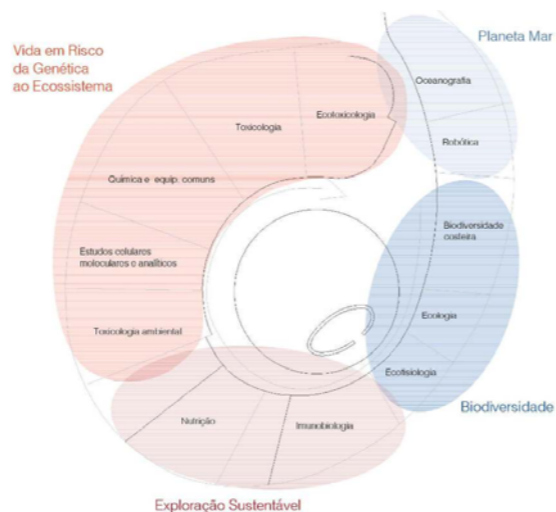 Vida em Risco
da Genética
ao Ecossistema
Planeta Mar
Oceanografia
Ecotoxicologia
Toxicologia
Robótica
Química e equip. comuns
Biodiversidade
costeira
Estudos celulares
moleculares e analíticos
Ecologia
Toxicologia ambiental
Ecofisiologia
Biodiversidade
Nutrição
Imunobiologia
Exploração Sustentável